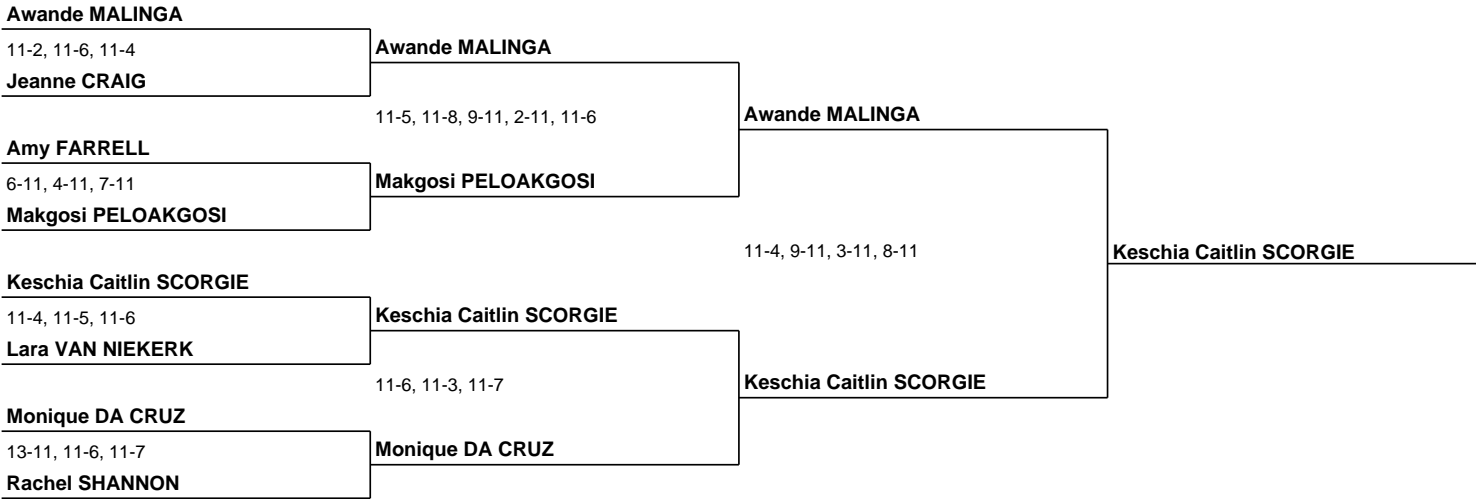 Awande MALINGA
11-2, 11-6, 11-4
Jeanne CRAIG
Amy FARRELL
6-11, 4-11, 7-11
Makgosi PELOAKGOSI
Keschia Caitlin SCORGIE
11-4, 11-5, 11-6
Lara VAN NIEKERK
Monique DA CRUZ
13-11, 11-6, 11-7
Rachel SHANNON
Awande MALINGA
11-5, 11-8, 9-11, 2-11, 11-6
Makgosi PELOAKGOSI
Keschia Caitlin SCORGIE
11-6, 11-3, 11-7
Monique DA CRUZ
Awande MALINGA
11-4, 9-11, 3-11, 8-11
Keschia Caitlin SCORGIE
Keschia Caitlin SCORGIE